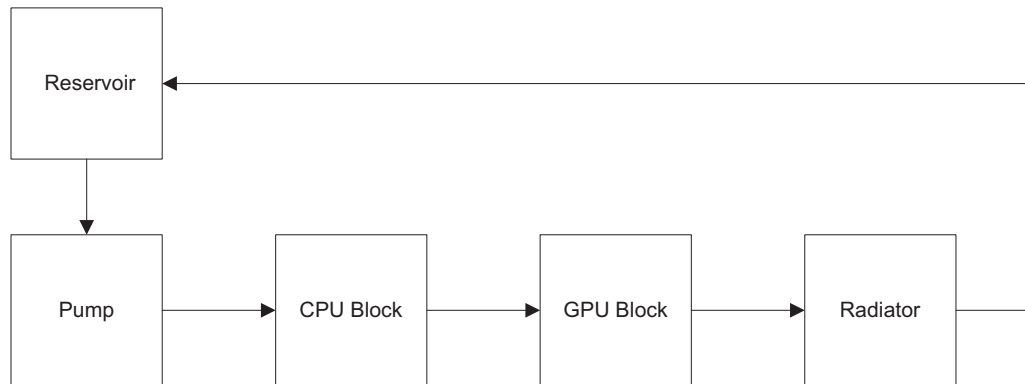 Reservoir
Pump
CPU Block
GPU Block
Radiator